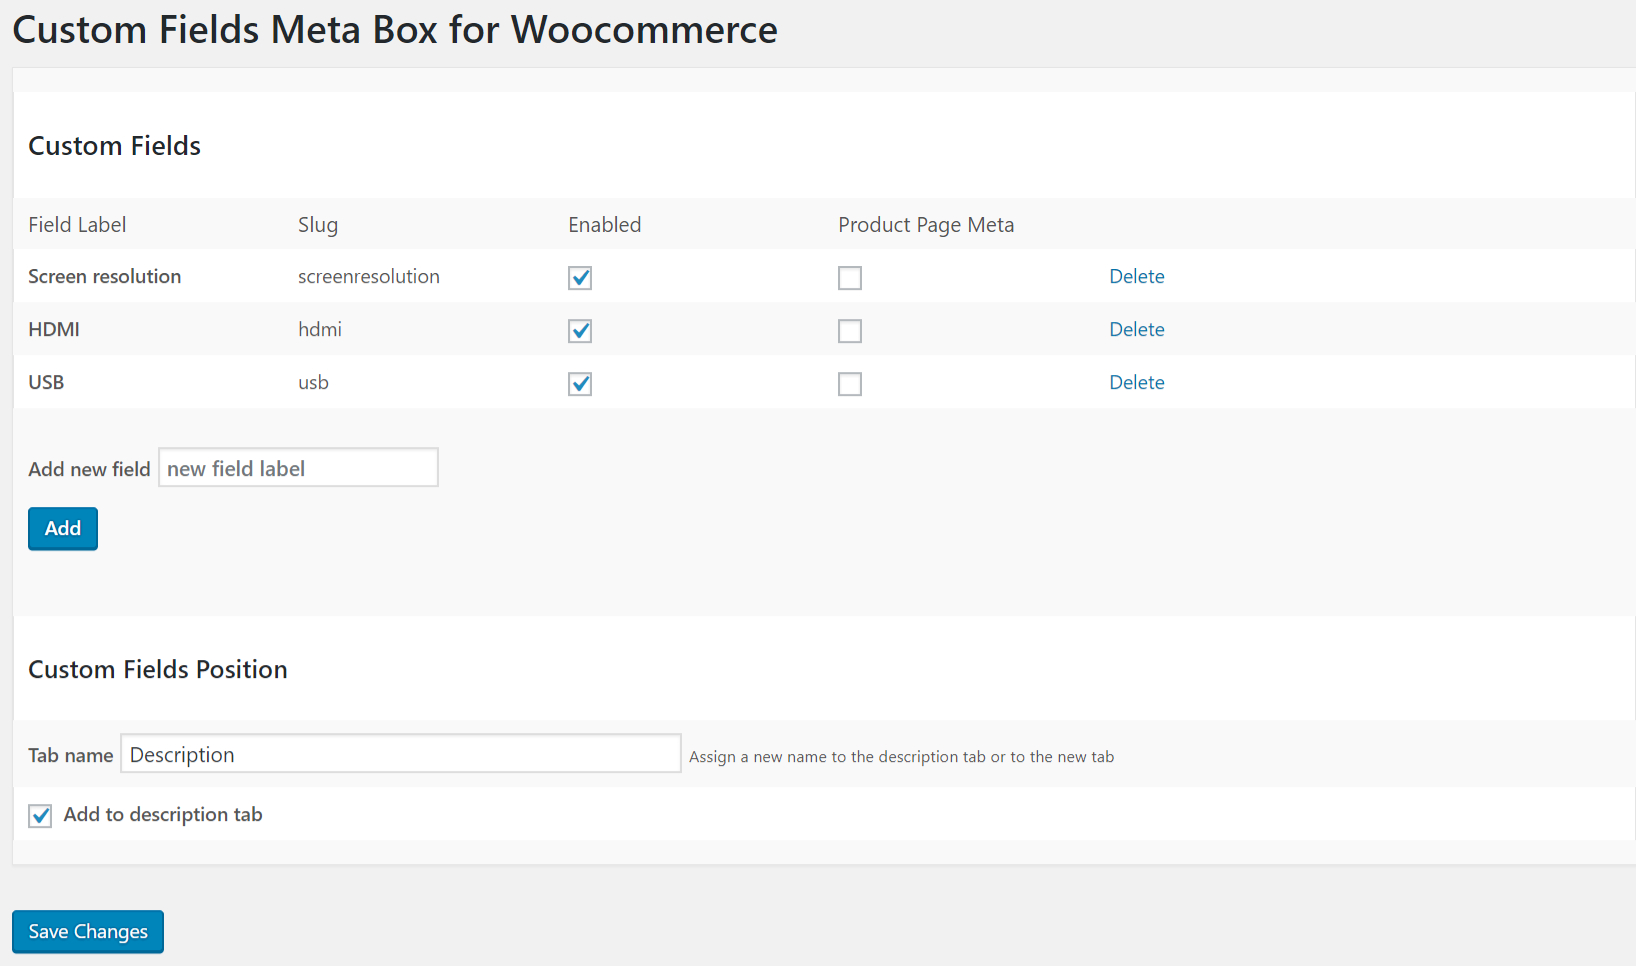 Custom Fields Meta Box for Woocommerce
Custom Fields
Field Label Slug Enabled Product Page Meta
Screen resolution screenresolution Delete
HDMI hdmi Delete
USB usb Delete
Add new field new field label
Add
Custom Fields Position
Tab name Description Assign a new name to the description tab or to the new tab
Add to description tab
Save Changes